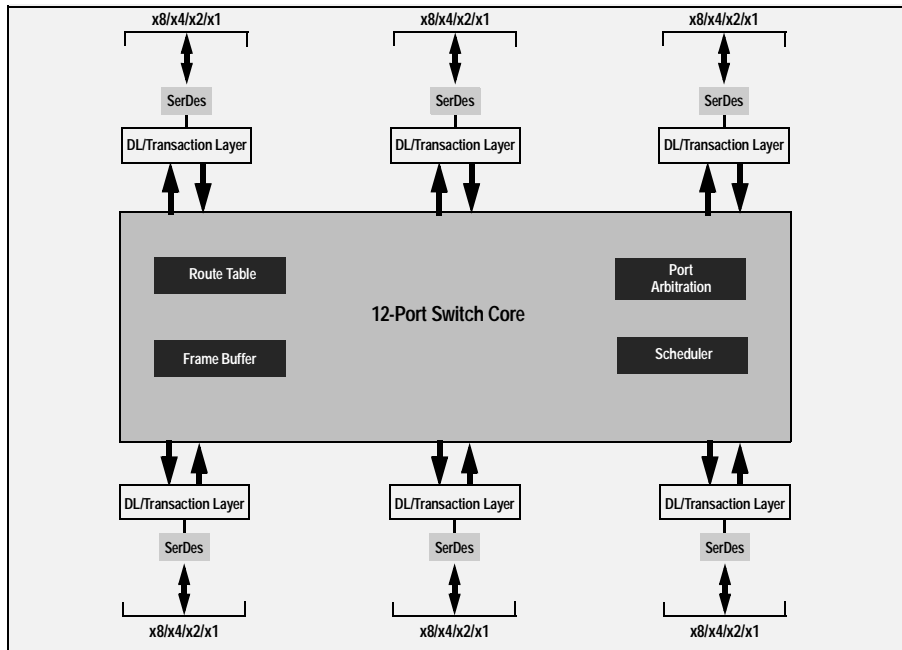 x8/x4/x2/x1 x8/x4/x2/x1 x8/x4/x2/x1
SerDes SerDes SerDes
DL/Transaction Layer DL/Transaction Layer DL/Transaction Layer
Route Table
Port
Arbitration
12-Port Switch Core
Frame Buffer
Scheduler
DL/Transaction Layer DL/Transaction Layer DL/Transaction Layer
SerDes SerDes SerDes
x8/x4/x2/x1 x8/x4/x2/x1 x8/x4/x2/x1